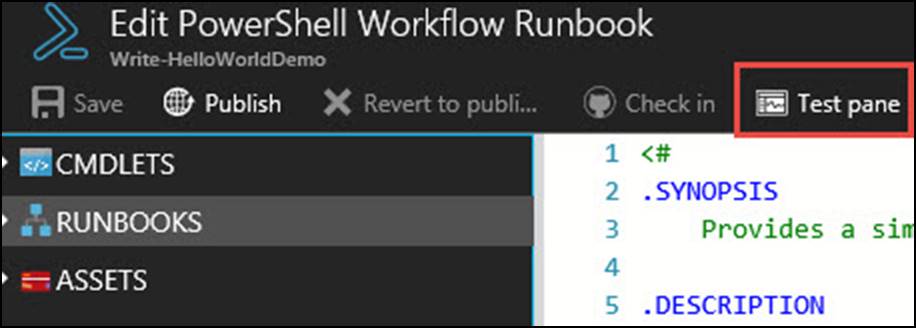 Edit PowerShell Workflow Runbook
Write-HelloWorldDemo
Save Publish Revert to publi... Check in Test pane
CMDLETS
RUNBOOKS
ASSETS
1 <#
2 .SYNOPSIS
3 Provides a sim
4
5 .DESCRIPTION